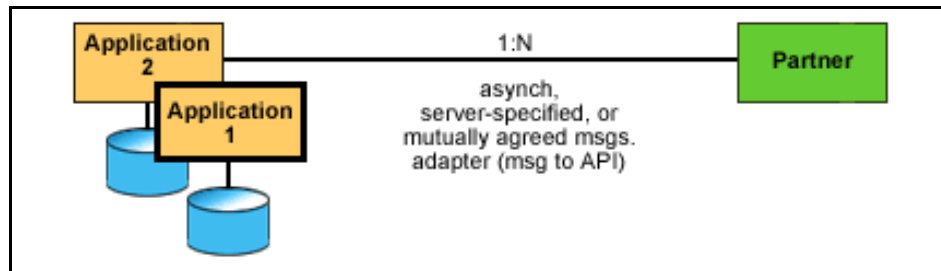 Application
2
Application
1
1:N
asynch,
server-specified, or
mutually agreed msgs.
adapter (msg to API)
Partner